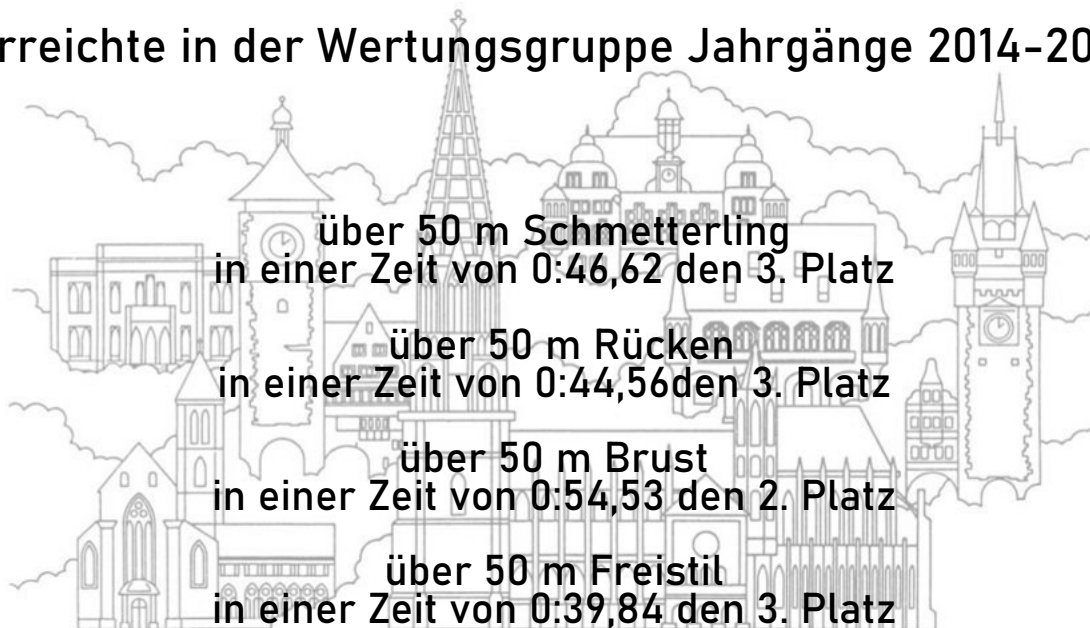 rreichte in der Wertungsgruppe Jahrgänge 2014-20
über 50 m Schmetterling
in einer Zeit von 0:46,62 den 3. Platz
über 50 m Rücken
in einer Zeit von 0:44,56den 3. Platz
über 50 m Brust
in einer Zeit von 0:54,53 den 2. Platz
über 50 m Freistil
in einer Zeit von 0:39,84 den 3. Platz